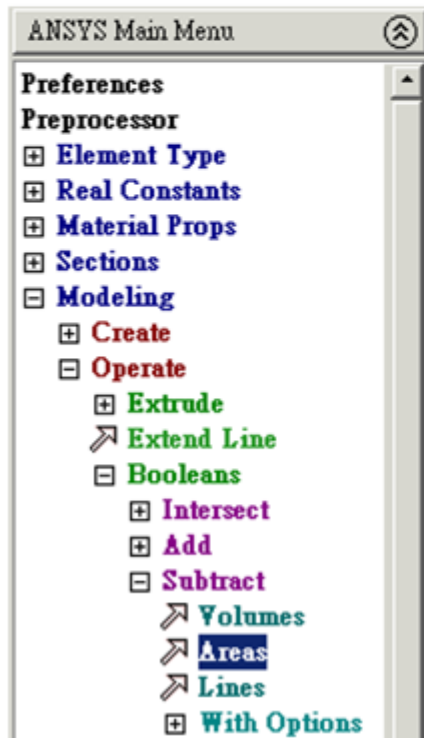 ANSYS Main Menu
Preferences
Preprocessor
Element Type
Real Constants
Material Props
Sections
Modeling
Create
Operate
Extrude
Extend Line
Booleans
Intersect
Add
Subtract
Volumes
Areas
Lines
With Options